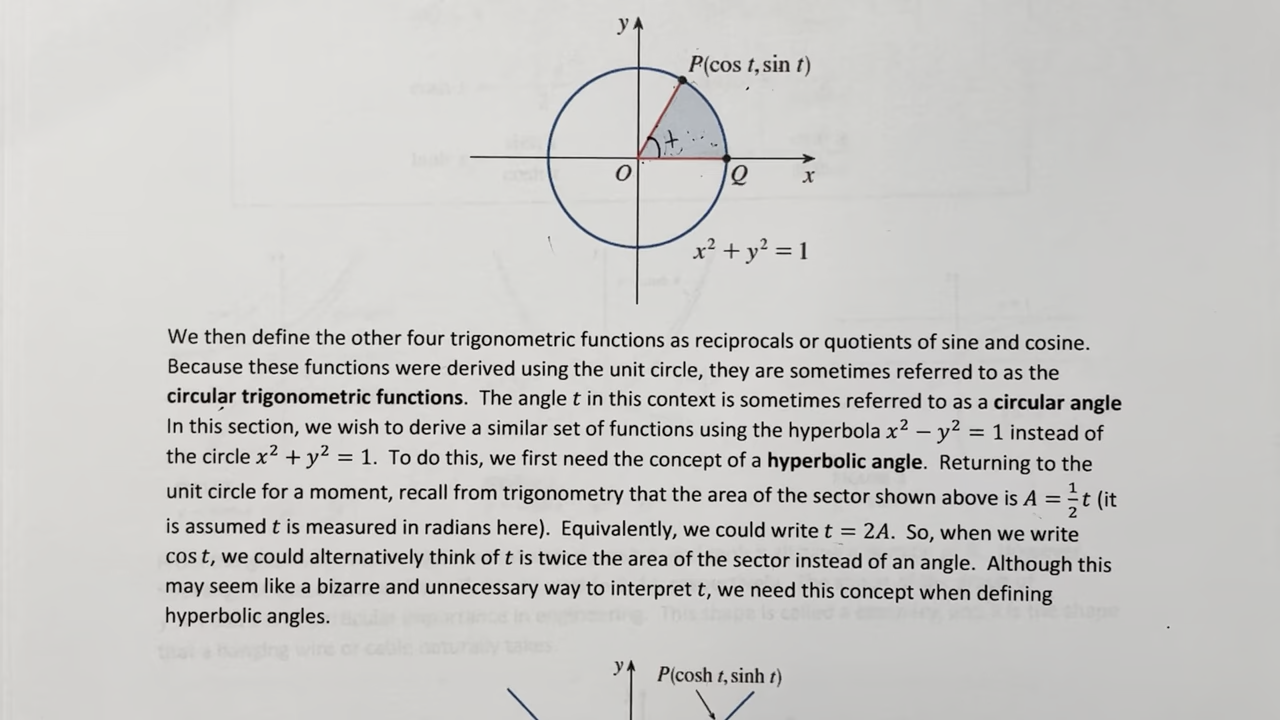 y
P(cos t, sin t)
t
O
Q
x
x² + y² = 1
We then define the other four trigonometric functions as reciprocals or quotients of sine and cosine.
Because these functions were derived using the unit circle, they are sometimes referred to as the
circular trigonometric functions. The angle t in this context is sometimes referred to as a circular angle
In this section, we wish to derive a similar set of functions using the hyperbola x² − y² = 1 instead of
the circle x² + y² = 1. To do this, we first need the concept of a hyperbolic angle. Returning to the
unit circle for a moment, recall from trigonometry that the area of the sector shown above is A = ½t (it
is assumed t is measured in radians here). Equivalently, we could write t = 2A. So, when we write
cos t, we could alternatively think of t is twice the area of the sector instead of an angle. Although this
may seem like a bizarre and unnecessary way to interpret t, we need this concept when defining
hyperbolic angles.
y
P(cosh t, sinh t)